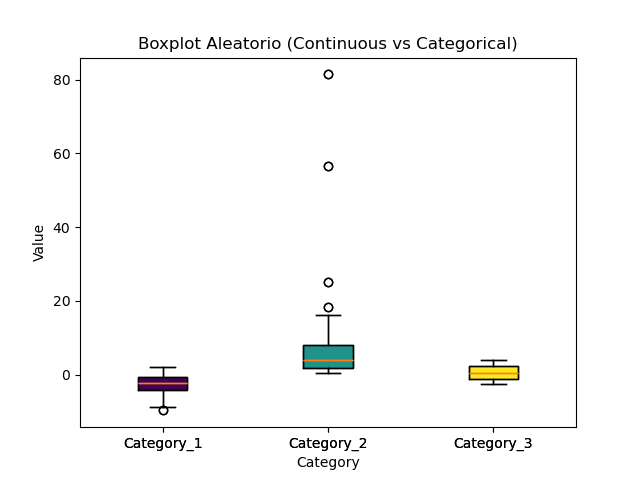 Boxplot Aleatorio (Continuous vs Categorical)
80
60
40
20
0
Value
Category_1 Category_2 Category_3
Category